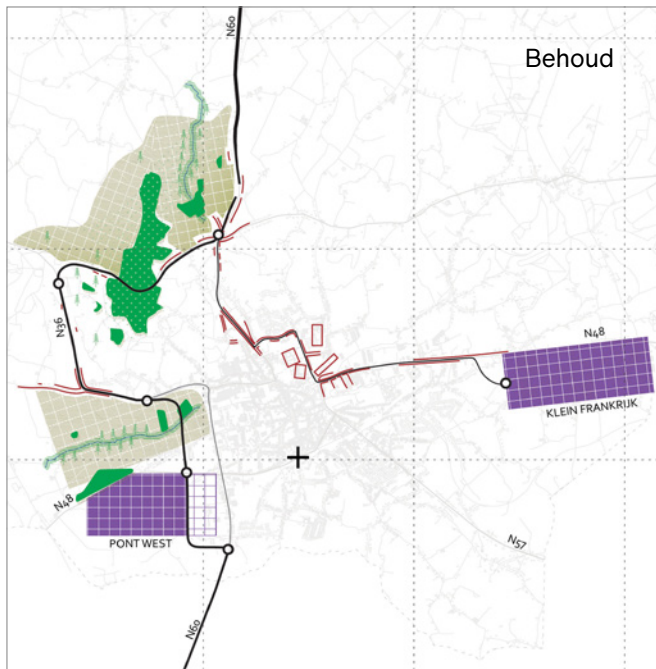 N60
Behoud
N36
N48
KLEIN FRANKRIJK
N48
PONT WEST
N57
N60